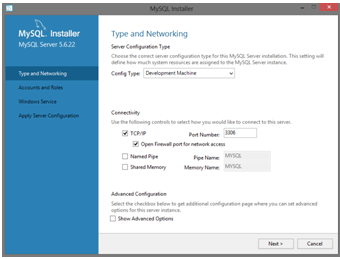 MySQL Installer
MySQL. Installer
MySQL Server 5.6.22
Type and Networking
Accounts and Roles
Windows Service
Apply Server Configuration
Type and Networking
Server Configuration Type
Choose the correct server configuration type for this MySQL Server installation. This setting will
define how much system resources are assigned to the MySQL Server instance.
Config Type: Development Machine
Connectivity
Use the following controls to select how you would like to connect to this server.
TCP/IP Port Number: 3306
Open Firewall port for network access
Named Pipe Pipe Name: MYSQL
Shared Memory Memory Name: MYSQL
Advanced Configuration
Select the checkbox below to get additional configuration page where you can set advanced
options for this server instance.
Show Advanced Options
Next > Cancel